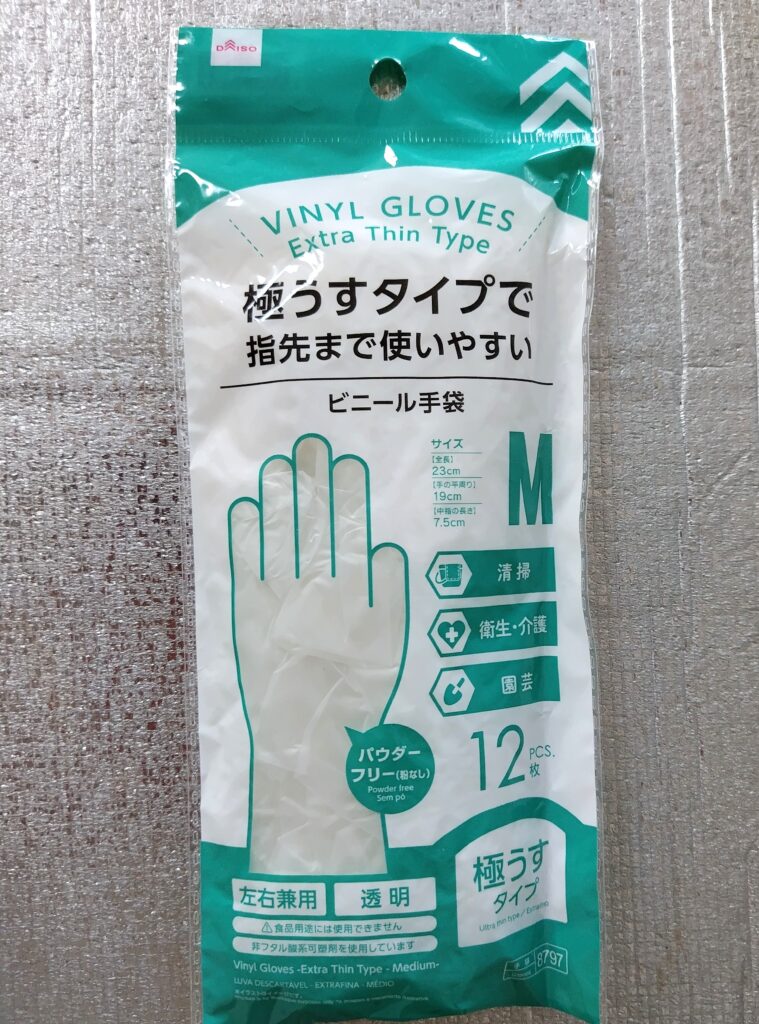 DAISO
VINYL GLOVES
Extra Thin Type
極うすタイプで
指先まで使いやすい
ビニール手袋
サイズ
【全長】
23cm
【手の平周り】
19cm
【中指の長さ】
7.5cm
M
清掃
衛生・介護
園芸
12 PCS.
枚
パウダー
フリー(粉なし)
Powder free
Sem pó
極うす
タイプ
Ultra thin type / Extrafino
左右兼用
透明
⚠食品用途には使用できません
非フタル酸系可塑剤を使用しています
Vinyl Gloves -Extra Thin Type - Medium-
LUVA DESCARTAVEL - EXTRAFINA - MÉDIO
8797